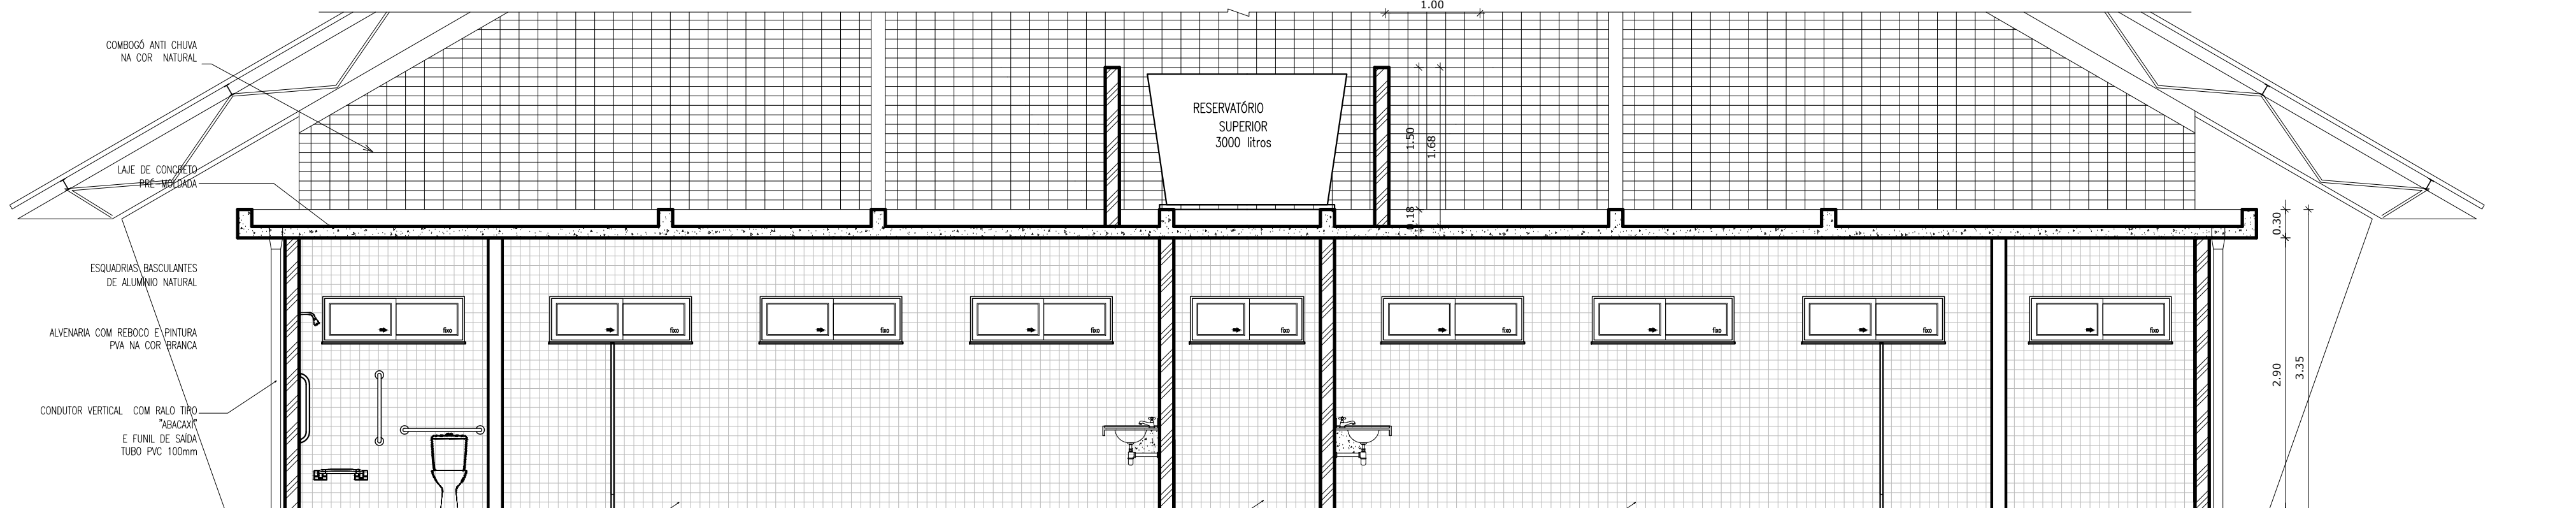 1.00
COMBOGÓ ANTI CHUVA
NA COR NATURAL
RESERVATÓRIO
SUPERIOR
3000 litros
1.50
1.68
LAJE DE CONCRETO
PRÉ MOLDADA
0.18
0.30
ESQUADRIAS BASCULANTES
DE ALUMÍNIO NATURAL
fixo
fixo
fixo
fixo
fixo
fixo
fixo
fixo
fixo
ALVENARIA COM REBOCO E PINTURA
PVA NA COR BRANCA
2.90
3.35
CONDUTOR VERTICAL COM RALO TIPO
"ABACAXI"
E FUNIL DE SAÍDA
TUBO PVC 100mm